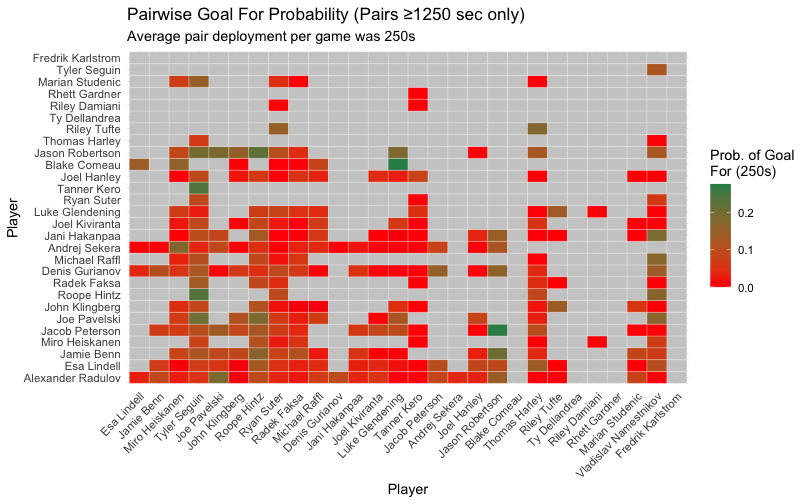 Pairwise Goal For Probability (Pairs ≥1250 sec only)
Average pair deployment per game was 250s
Fredrik Karlstrom
Tyler Seguin
Marian Studenic
Rhett Gardner
Riley Damiani
Ty Dellandrea
Riley Tufte
Thomas Harley
Jason Robertson
Blake Comeau
Joel Hanley
Tanner Kero
Ryan Suter
Luke Glendening
Joel Kiviranta
Jani Hakanpaa
Andrej Sekera
Michael Raffl
Denis Gurianov
Radek Faksa
Roope Hintz
John Klingberg
Joe Pavelski
Jacob Peterson
Miro Heiskanen
Jamie Benn
Esa Lindell
Alexander Radulov
Player
Esa Lindell
Jamie Benn
Miro Heiskanen
Tyler Seguin
Joe Pavelski
John Klingberg
Roope Hintz
Ryan Suter
Radek Faksa
Michael Raffl
Denis Gurianov
Jani Hakanpaa
Joel Kiviranta
Luke Glendening
Tanner Kero
Jacob Peterson
Andrej Sekera
Joel Hanley
Jason Robertson
Blake Comeau
Thomas Harley
Riley Tufte
Ty Dellandrea
Riley Damiani
Rhett Gardner
Marian Studenic
Vladislav Namestnikov
Fredrik Karlstrom
Player
Prob. of Goal
For (250s)
0.2
0.1
0.0